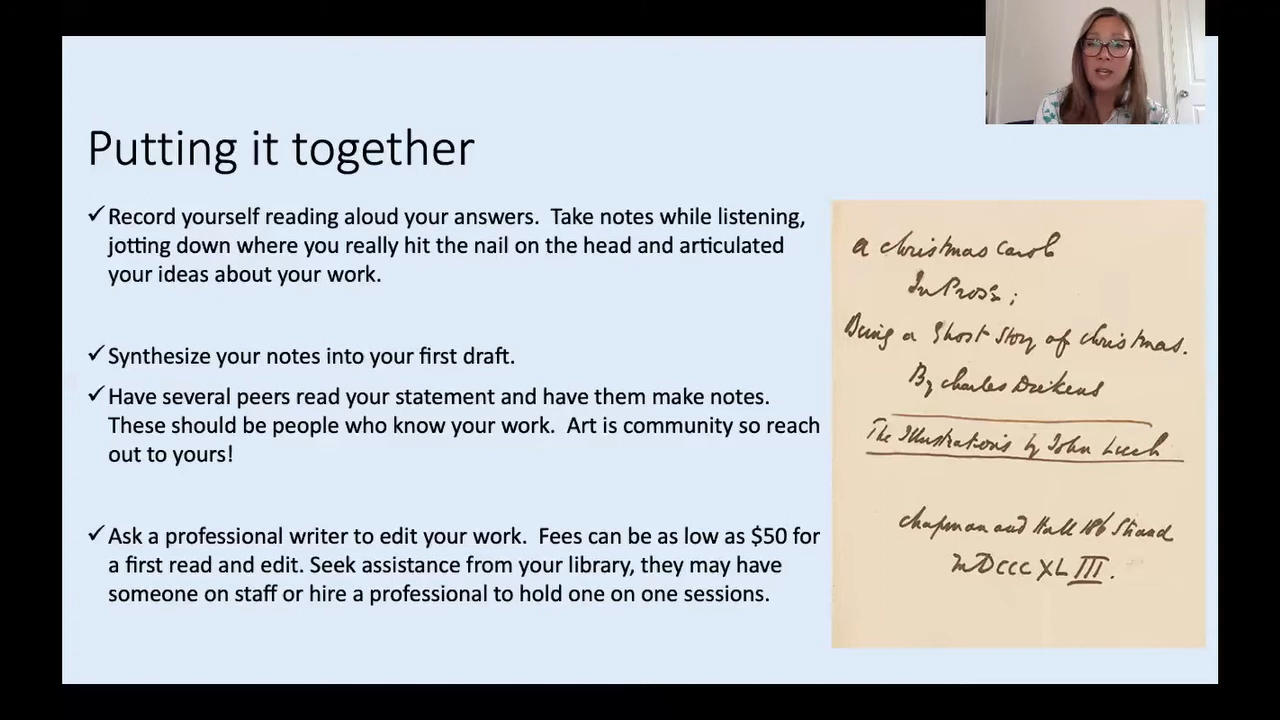 Putting it together
✓ Record yourself reading aloud your answers.  Take notes while listening,
jotting down where you really hit the nail on the head and articulated
your ideas about your work.
✓ Synthesize your notes into your first draft.
✓ Have several peers read your statement and have them make notes.
These should be people who know your work.  Art is community so reach
out to yours!
✓ Ask a professional writer to edit your work.  Fees can be as low as $50 for
a first read and edit. Seek assistance from your library, they may have
someone on staff or hire a professional to hold one on one sessions.
A Christmas Carol
In Prose;
Being a Ghost Story of Christmas.
By Charles Dickens
The Illustrations by John Leech
Chapman and Hall 186 Strand
MDCCCXLIII.